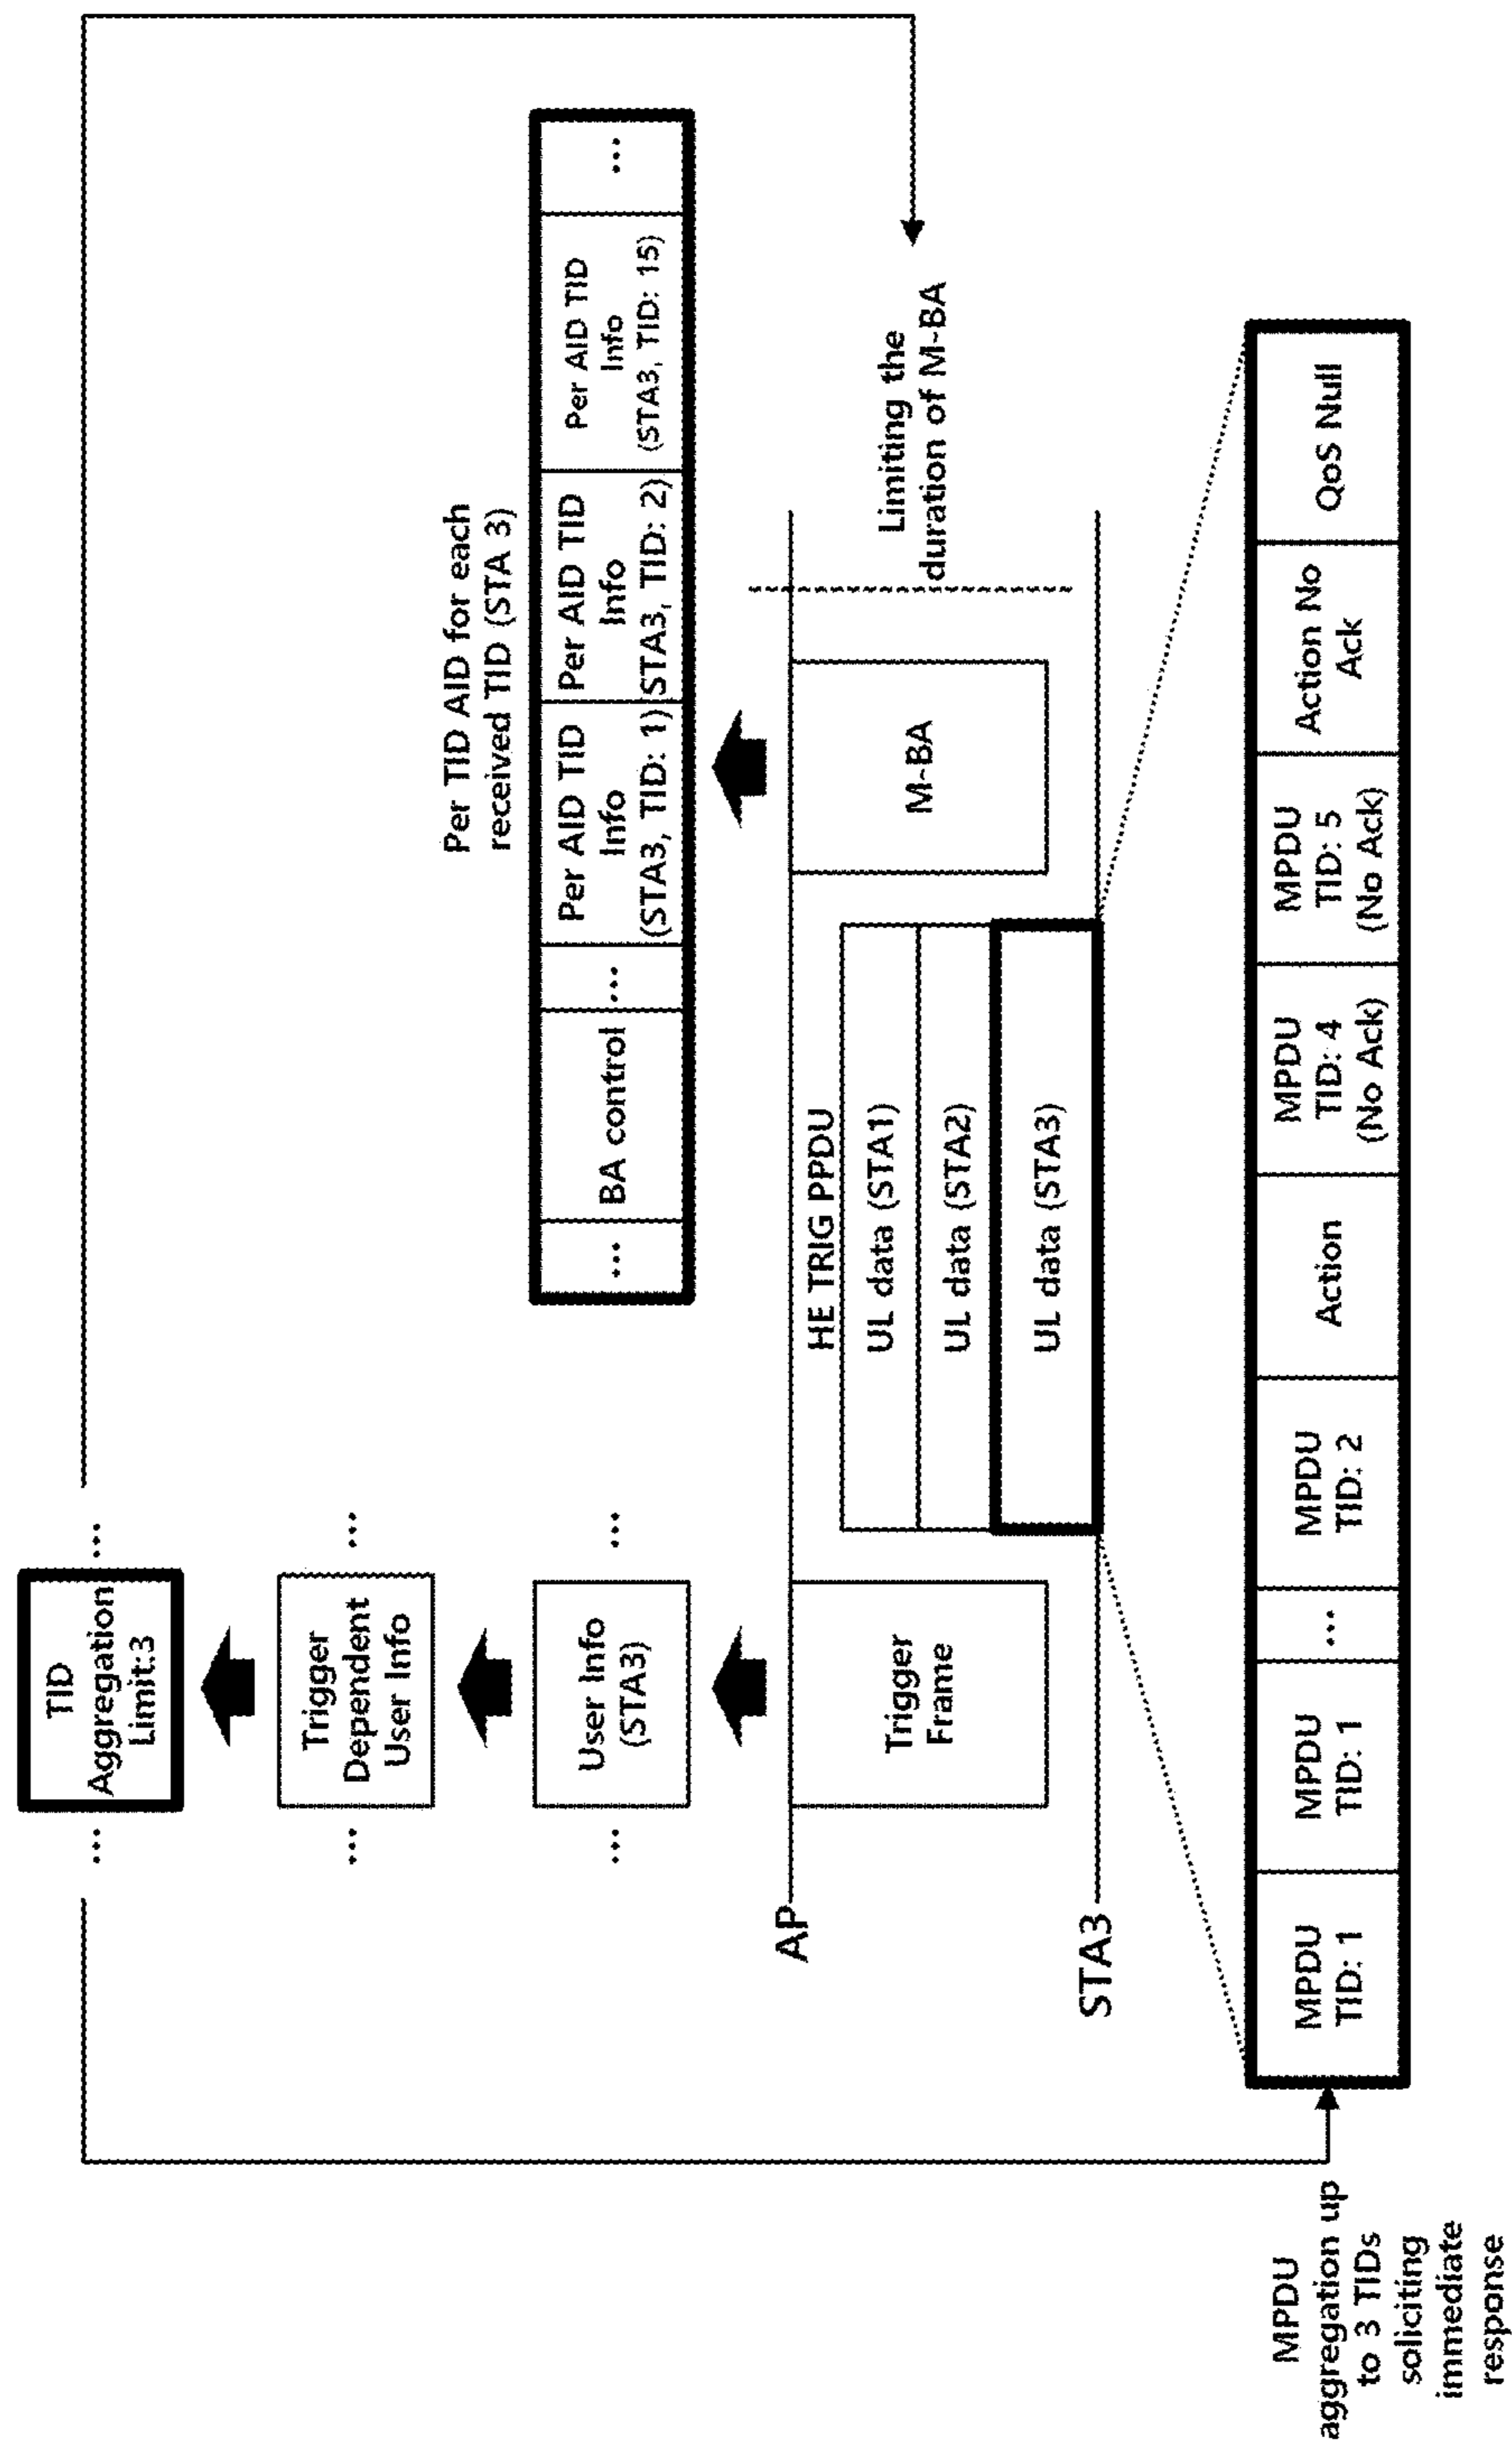 ...
TID
Aggregation
Limit:3
...
...
Trigger
Dependent
User Info
...
...
User Info
(STA3)
...
Per TID AID for each
received TID (STA 3)
...
BA control
...
Per AID TID
Info
(STA3, TID: 1)
Per AID TID
Info
(STA3, TID: 2)
Per AID TID
Info
(STA3, TID: 15)
...
AP
Trigger
Frame
HE TRIG PPDU
UL data (STA1)
UL data (STA2)
UL data (STA3)
M-BA
Limiting the
duration of M-BA
STA3
MPDU
aggregation up
to 3 TIDs
soliciting
immediate
response
MPDU
TID: 1
MPDU
TID: 1
...
MPDU
TID: 2
Action
MPDU
TID: 4
(No Ack)
MPDU
TID: 5
(No Ack)
Action No
Ack
QoS Null